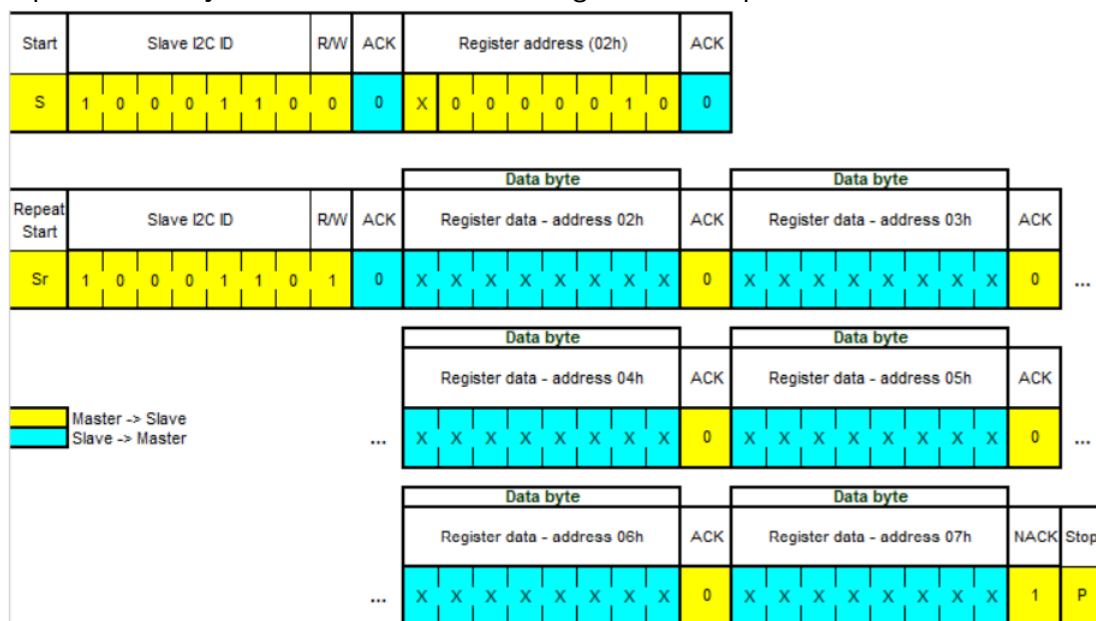 Start Slave I2C ID R/W ACK Register address (02h) ACK
S 1 0 0 0 1 1 0 0 0 X 0 0 0 0 0 1 0 0
Data byte Data byte
Repeat Start Slave I2C ID R/W ACK Register data - address 02h ACK Register data - address 03h ACK
Sr 1 0 0 0 1 1 0 1 0 X X X X X X X X 0 X X X X X X X X 0 ...
Data byte Data byte
Register data - address 04h ACK Register data - address 05h ACK
Master -> Slave
Slave -> Master ... X X X X X X X X 0 X X X X X X X X 0 ...
Data byte Data byte
Register data - address 06h ACK Register data - address 07h NACK Stop
... X X X X X X X X 0 X X X X X X X X 1 P